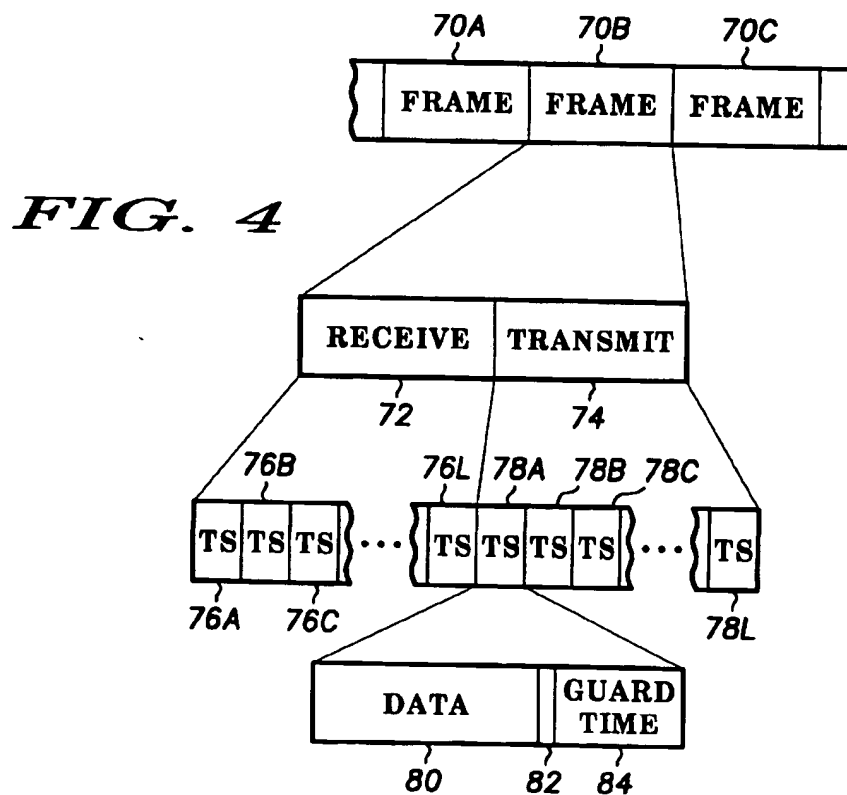 70A 70B 70C
FRAME FRAME FRAME
FIG. 4
RECEIVE TRANSMIT
72 74
76B 76L 78A 78B 78C
TS TS TS ... TS TS TS TS ... TS
76A 76C 78L
DATA GUARD TIME
80 82 84